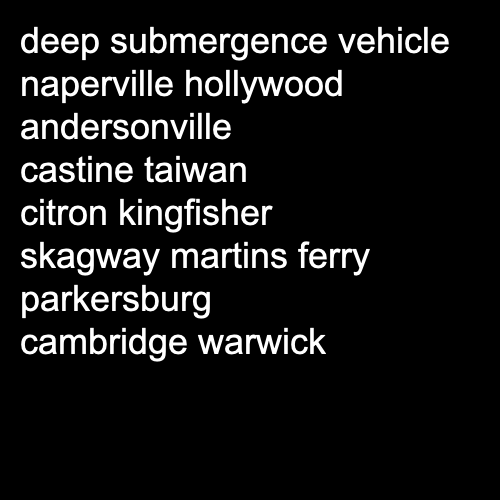 deep submergence vehicle
naperville hollywood
andersonville
castine taiwan
citron kingfisher
skagway martins ferry
parkersburg
cambridge warwick